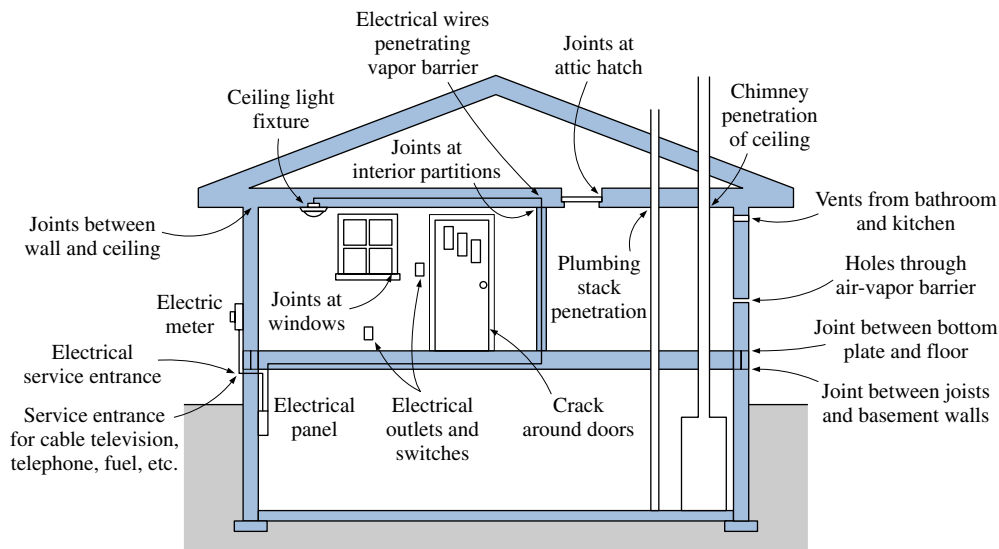 Electrical wires
penetrating
vapor barrier
Joints at
attic hatch
Ceiling light
fixture
Chimney
penetration
of ceiling
Joints at
interior partitions
Joints between
wall and ceiling
Vents from bathroom
and kitchen
Plumbing
stack
penetration
Holes through
air-vapor barrier
Electric
meter
Joints at
windows
Joint between bottom
plate and floor
Electrical
service entrance
Joint between joists
and basement walls
Service entrance
for cable television,
telephone, fuel, etc.
Electrical
panel
Electrical
outlets and
switches
Crack
around doors